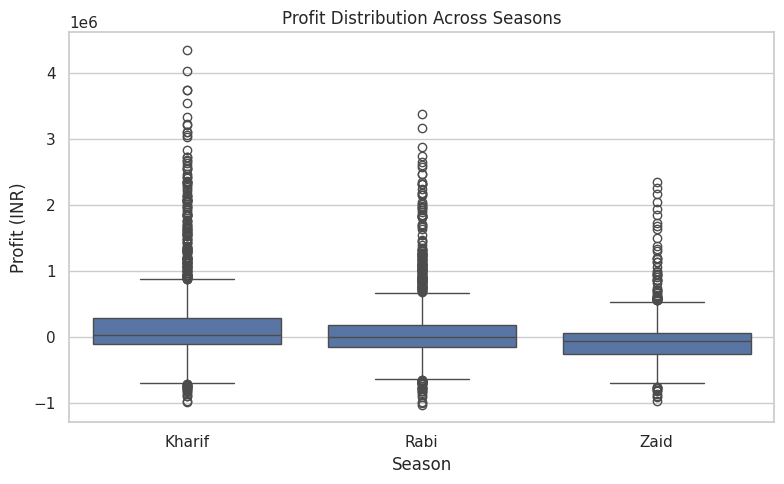 Profit Distribution Across Seasons
1e6
4
3
2
1
0
−1
Profit (INR)
Kharif
Rabi
Zaid
Season